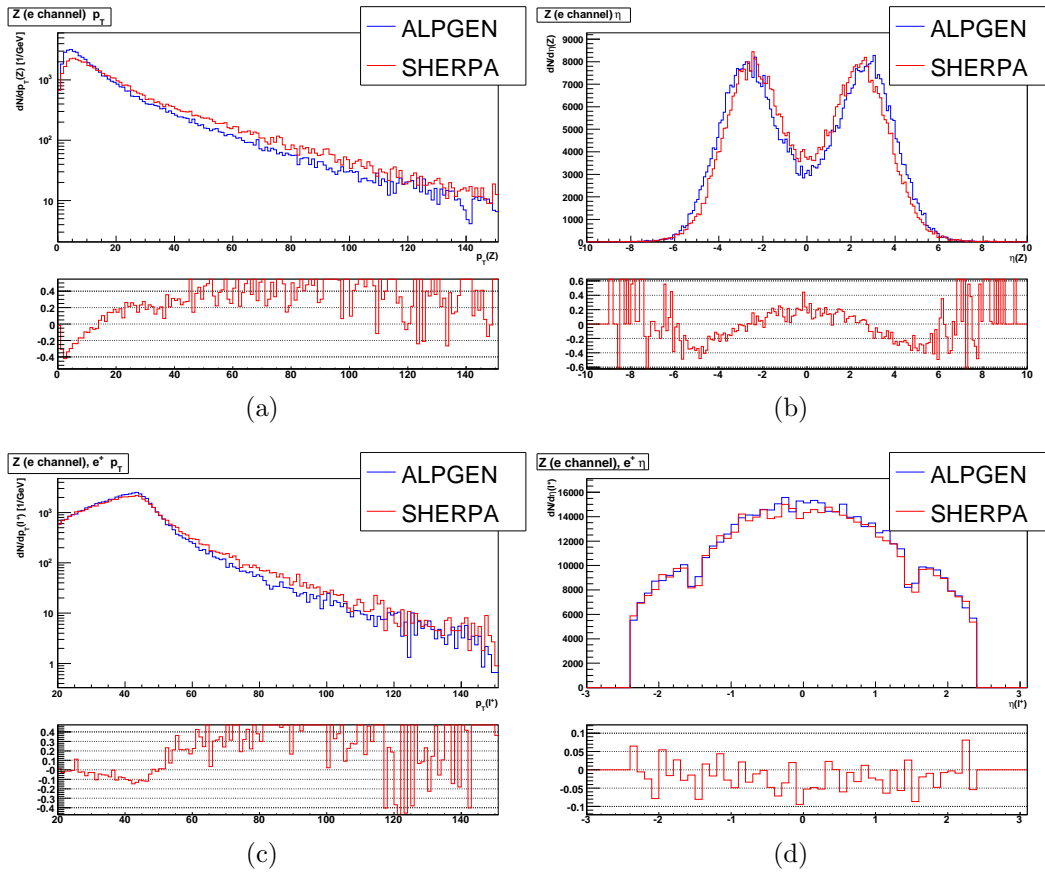 Z (e channel) p_T
ALPGEN
SHERPA
dN/dp_T(Z) [1/GeV]
10³
10²
10
0 20 40 60 80 100 120 140
p_T(Z)
0.4
0.2
0
-0.2
-0.4
0 20 40 60 80 100 120 140
(a)
Z (e channel) η
ALPGEN
SHERPA
dN/dη(Z)
9000
8000
7000
6000
5000
4000
3000
2000
1000
0
-10 -8 -6 -4 -2 0 2 4 6 8 10
η(Z)
0.6
0.4
0.2
0
-0.2
-0.4
-0.6
-10 -8 -6 -4 -2 0 2 4 6 8 10
(b)
Z (e channel), e⁺ p_T
ALPGEN
SHERPA
dN/dp_T(l⁺) [1/GeV]
10³
10²
10
1
20 40 60 80 100 120 140
p_T(l⁺)
0.4
0.3
0.2
0.1
-0
-0.1
-0.2
-0.3
-0.4
20 40 60 80 100 120 140
(c)
Z (e channel), e⁺ η
ALPGEN
SHERPA
dN/dη(l⁺)
16000
14000
12000
10000
8000
6000
4000
2000
0
-3 -2 -1 0 1 2 3
η(l⁺)
0.1
0.05
0
-0.05
-0.1
-3 -2 -1 0 1 2 3
(d)